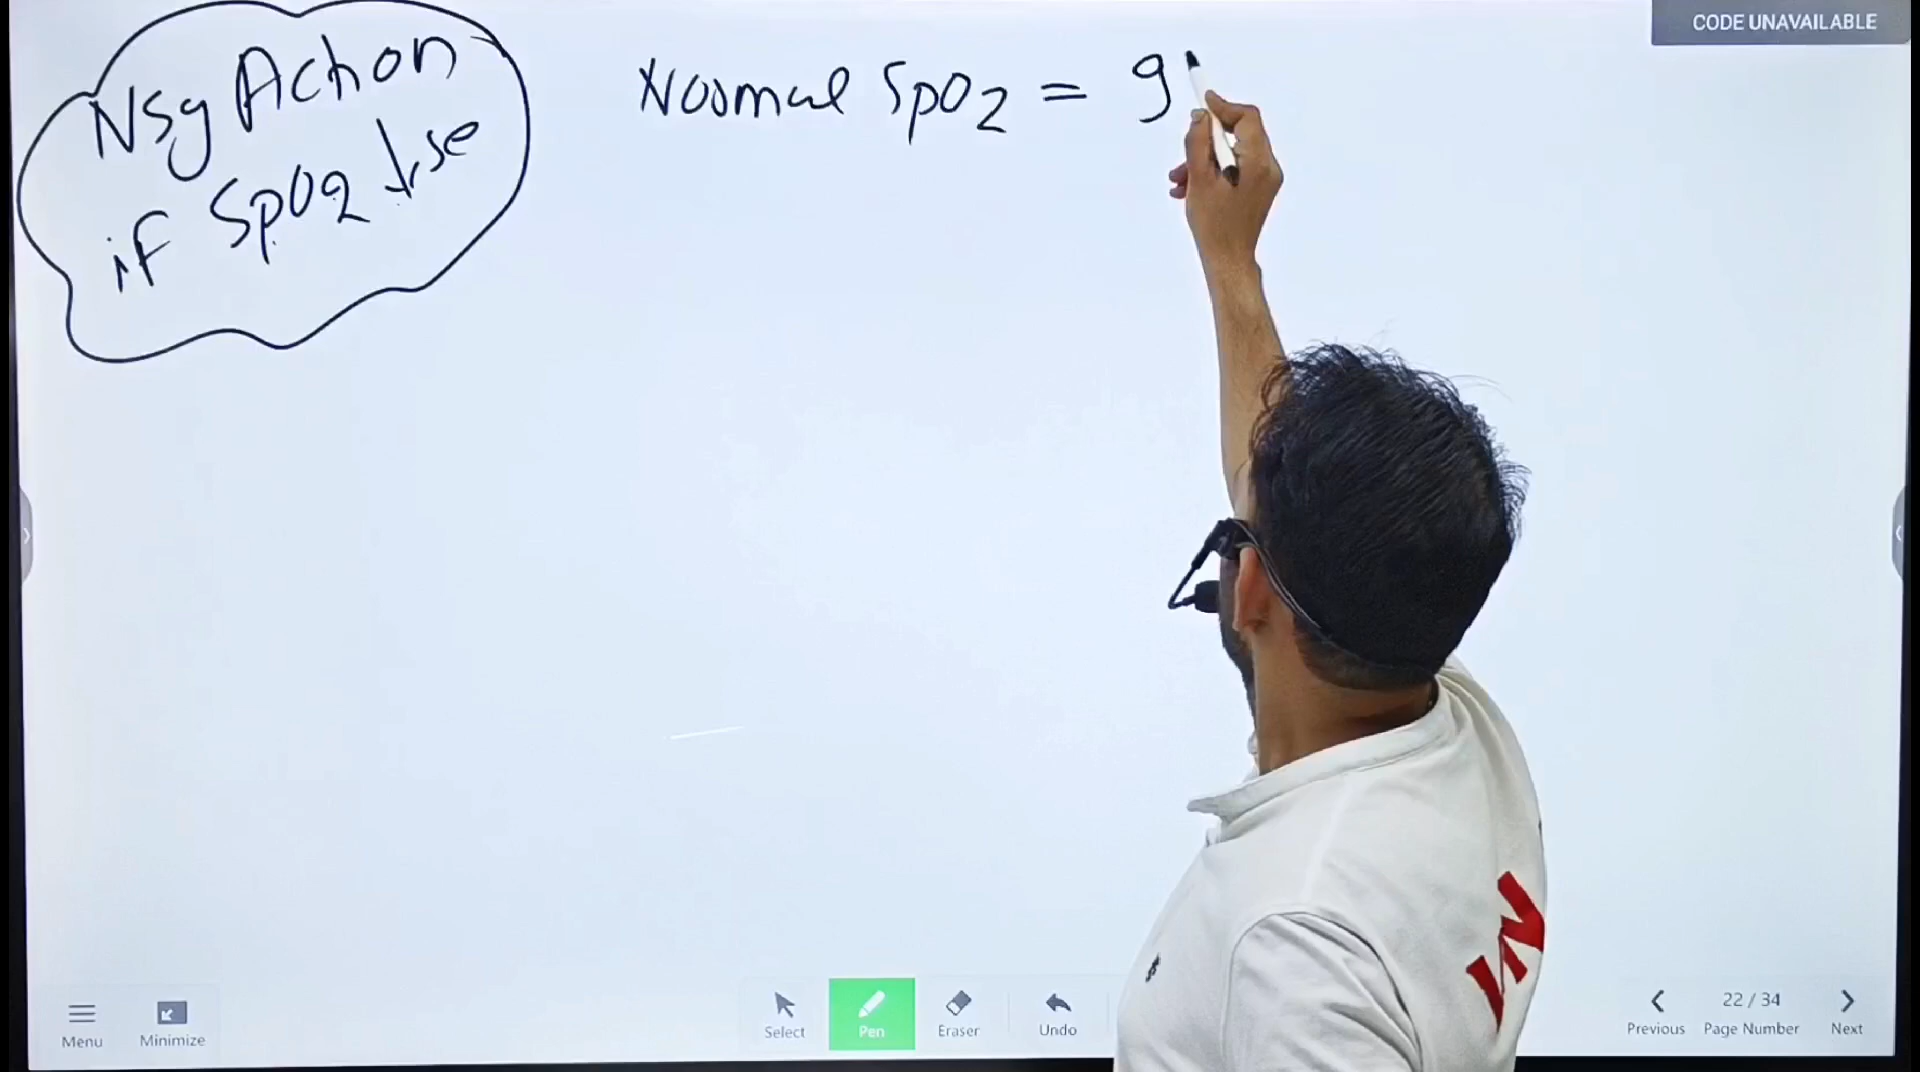 CODE UNAVAILABLE
Nsg Action
if SpO2 ↓se
Normal SpO2 = 9
Menu
Minimize
Select
Pen
Eraser
Undo
Previous
22 / 34
Page Number
Next